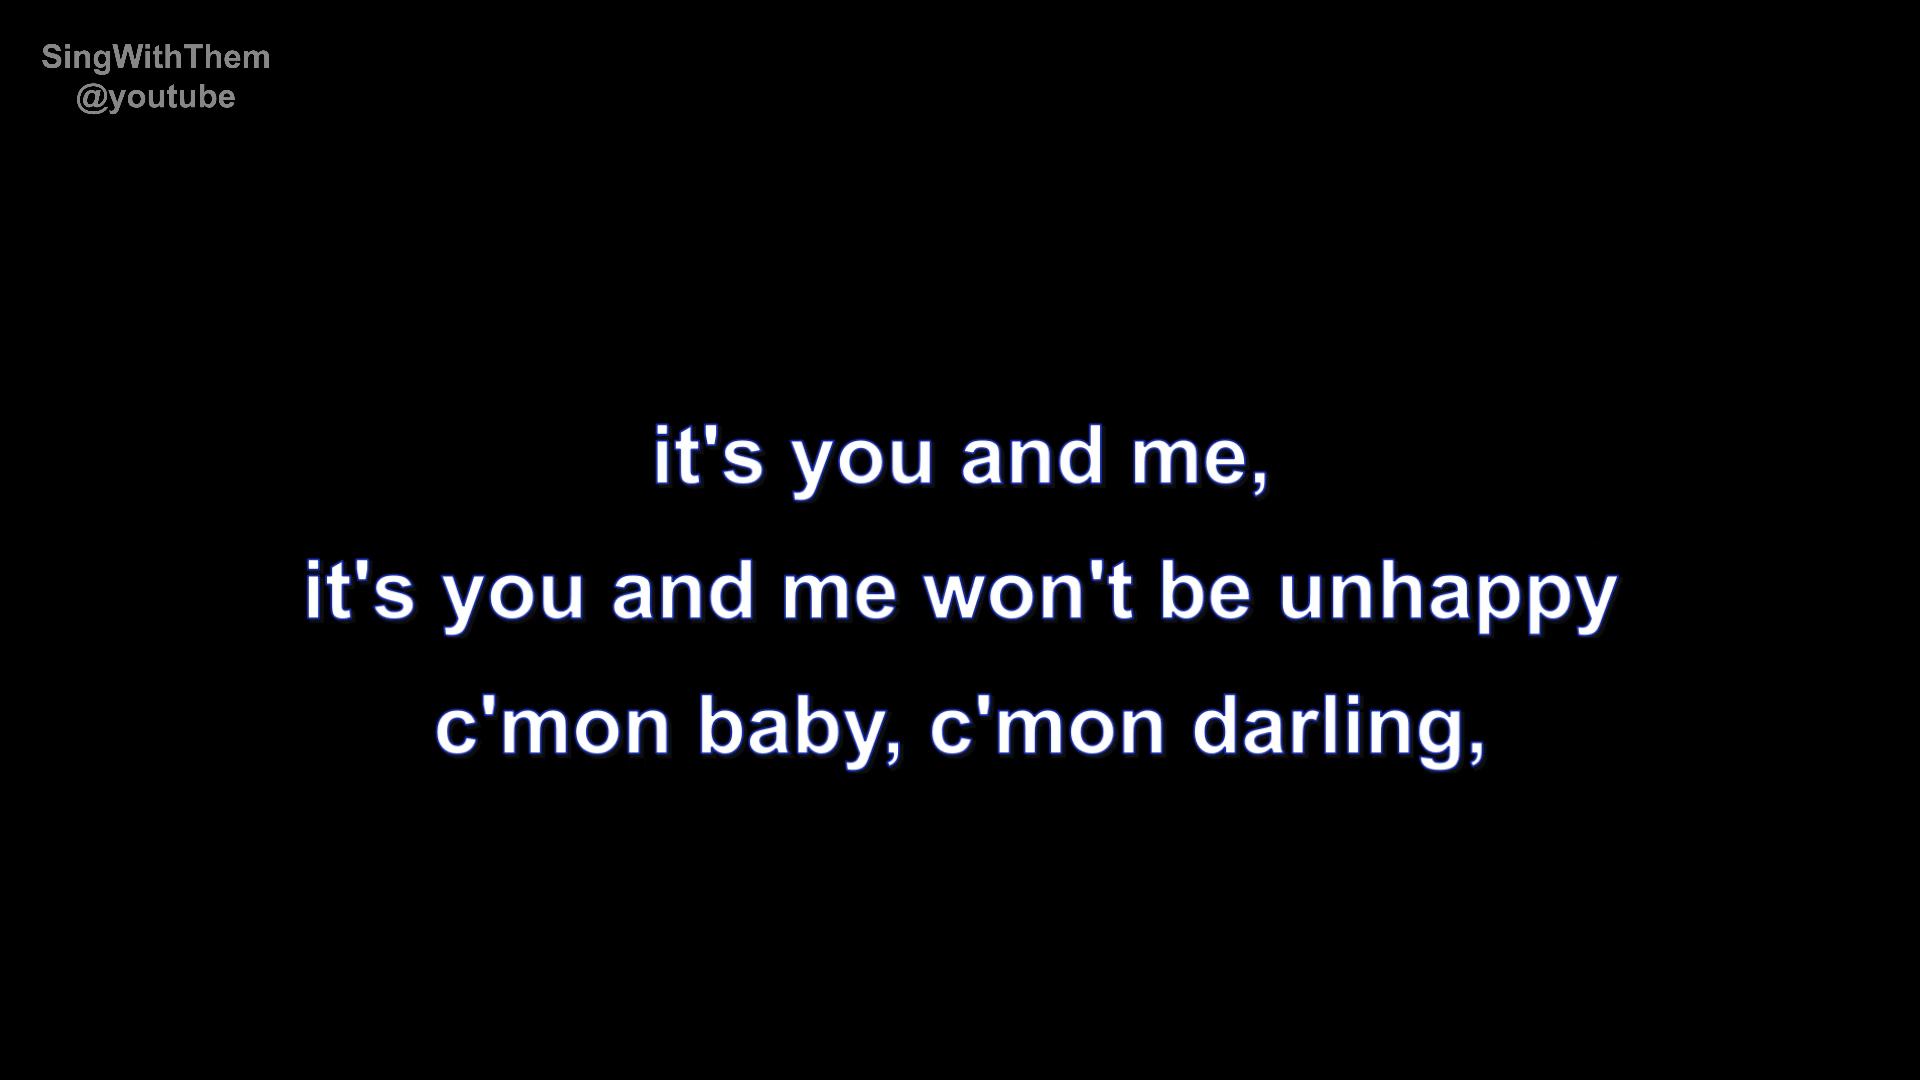 SingWithThem
@youtube
it's you and me,
it's you and me won't be unhappy
c'mon baby, c'mon darling,